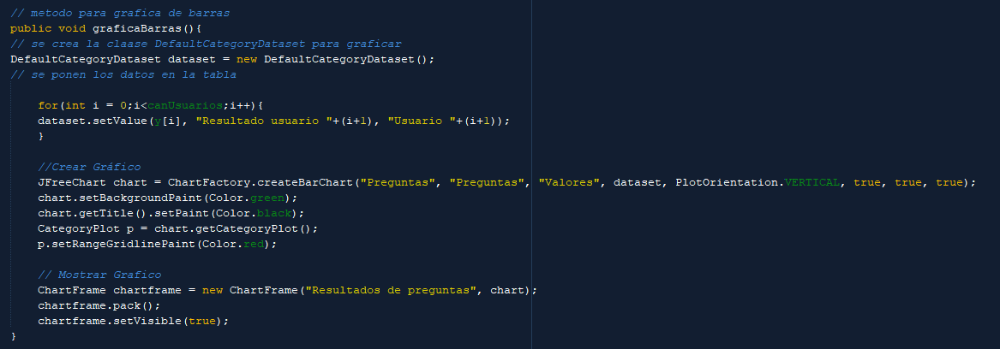 // metodo para grafica de barras
public void graficaBarras(){
// se crea la claase DefaultCategoryDataset para graficar
DefaultCategoryDataset dataset = new DefaultCategoryDataset();
// se ponen los datos en la tabla
for(int i = 0;i<canUsuarios;i++){
dataset.setValue(y[i], "Resultado usuario "+(i+1), "Usuario "+(i+1));
}
//Crear Gráfico
JFreeChart chart = ChartFactory.createBarChart("Preguntas", "Preguntas", "Valores", dataset, PlotOrientation.VERTICAL, true, true, true);
chart.setBackgroundPaint(Color.green);
chart.getTitle().setPaint(Color.black);
CategoryPlot p = chart.getCategoryPlot();
p.setRangeGridlinePaint(Color.red);
// Mostrar Grafico
ChartFrame chartframe = new ChartFrame("Resultados de preguntas", chart);
chartframe.pack();
chartframe.setVisible(true);
}